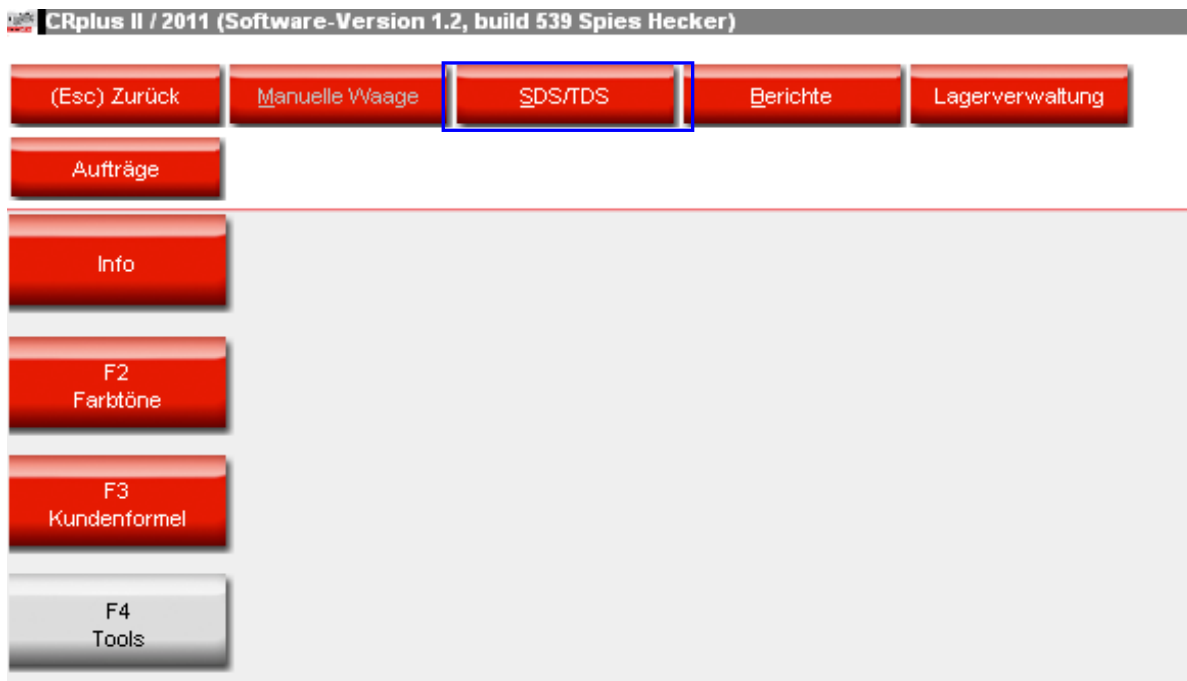 CRplus II / 2011 (Software-Version 1.2, build 539 Spies Hecker)
(Esc) Zurück Manuelle Waage SDS/TDS Berichte Lagerverwaltung
Aufträge
Info
F2
Farbtöne
F3
Kundenformel
F4
Tools